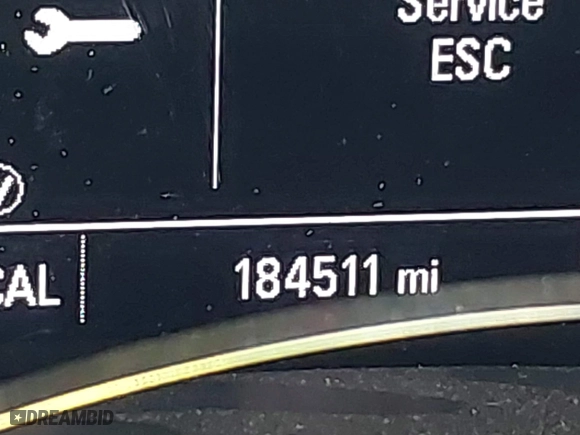 Service
ESC
CAL
184511 mi
DREAMBID